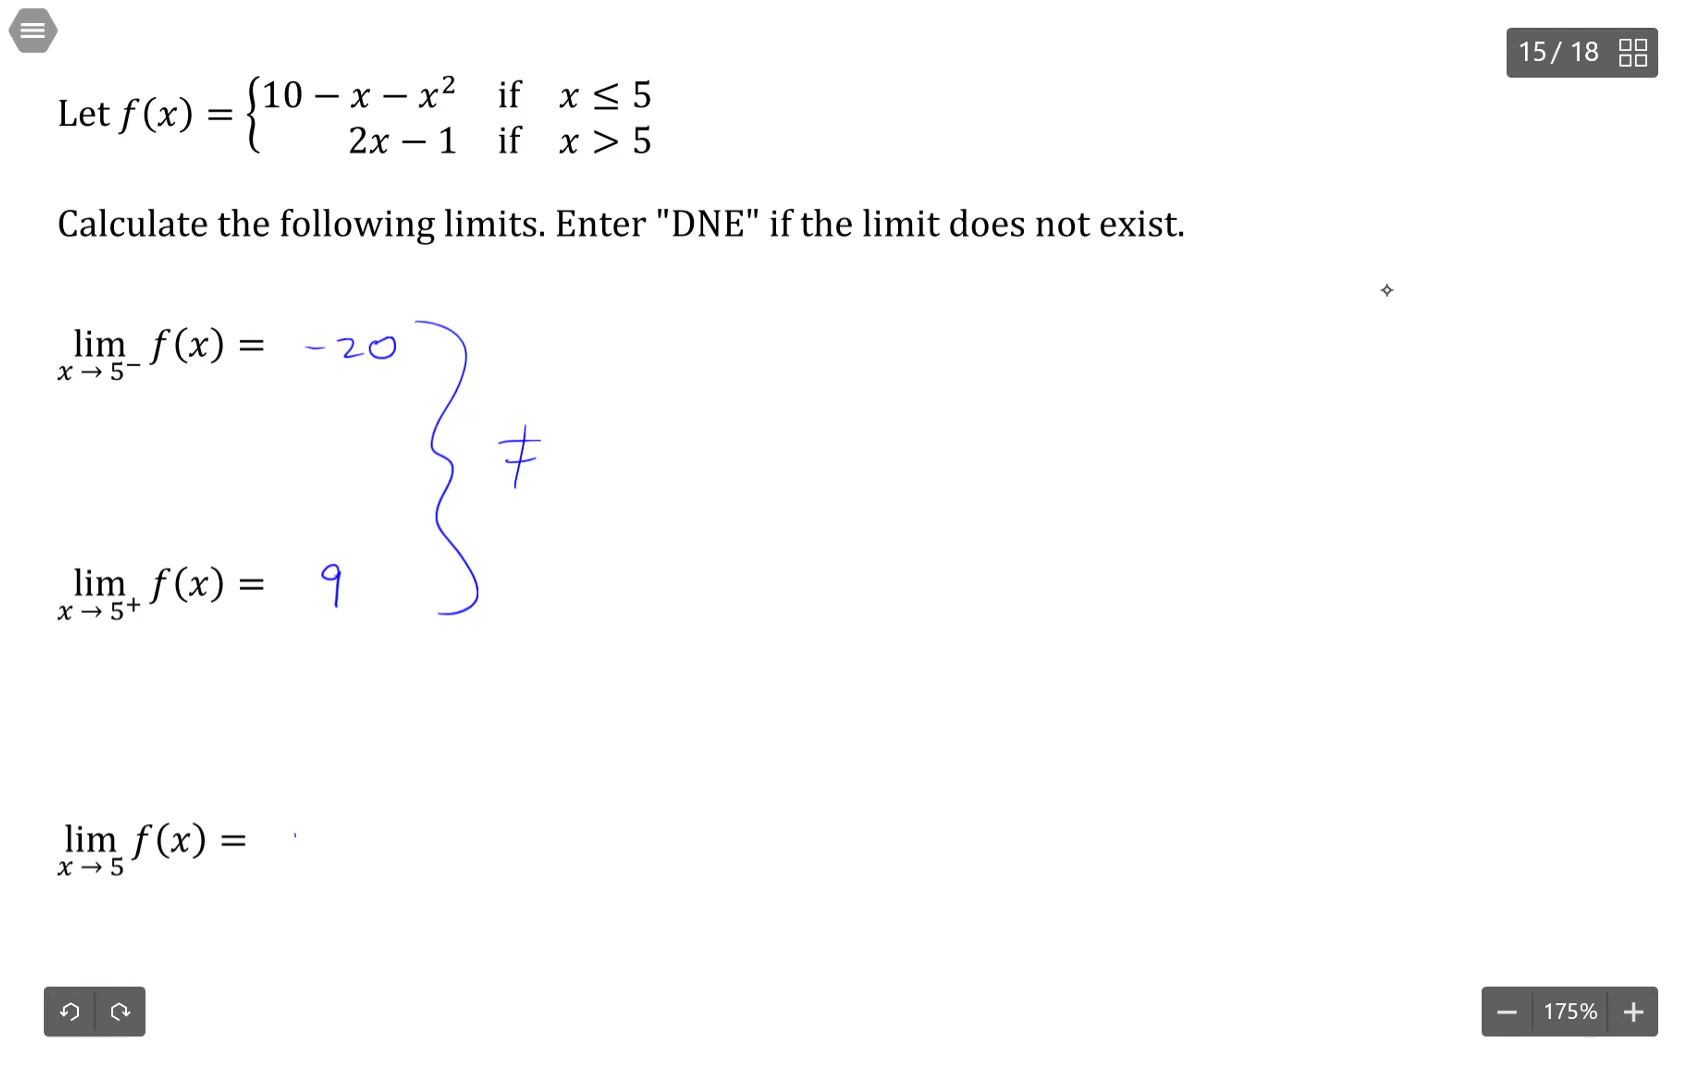 15/ 18
Let f(x) = {10 − x − x² if x ≤ 5
2x − 1 if x > 5
Calculate the following limits. Enter "DNE" if the limit does not exist.
lim f(x) = -20
x → 5⁻
≠
lim f(x) = 9
x → 5⁺
lim f(x) =
x → 5
175%